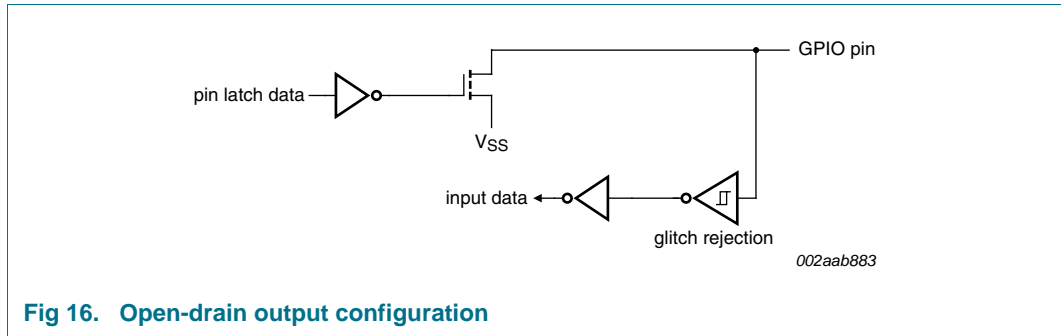 GPIO pin
pin latch data
VSS
input data
glitch rejection
002aab883
Fig 16. Open-drain output configuration